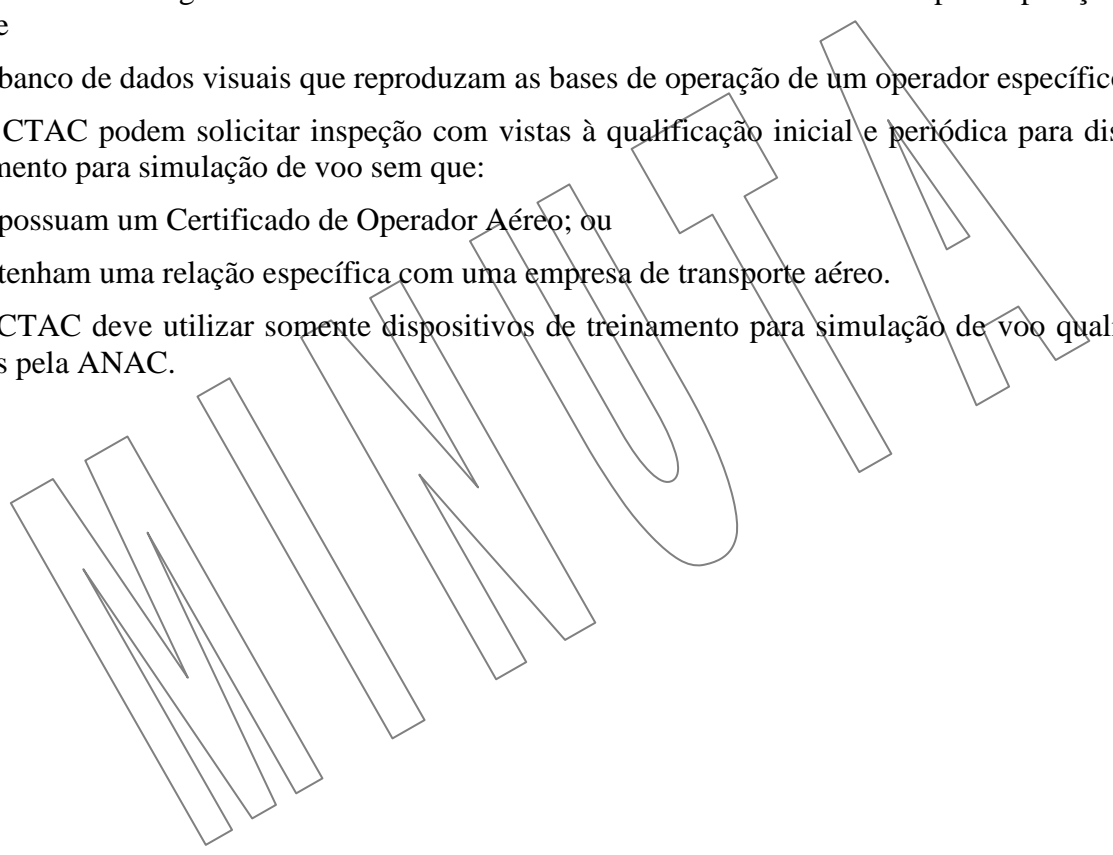 e
banco de dados visuais que reproduzam as bases de operação de um operador específico
CTAC podem solicitar inspeção com vistas à qualificação inicial e periódica para
mento para simulação de voo sem que:
possuam um Certificado de Operador Aéreo; ou
tenham uma relação específica com uma empresa de transporte aéreo.
CTAC deve utilizar somente dispositivos de treinamento para simulação de voo
s pela ANAC.
MINUTA